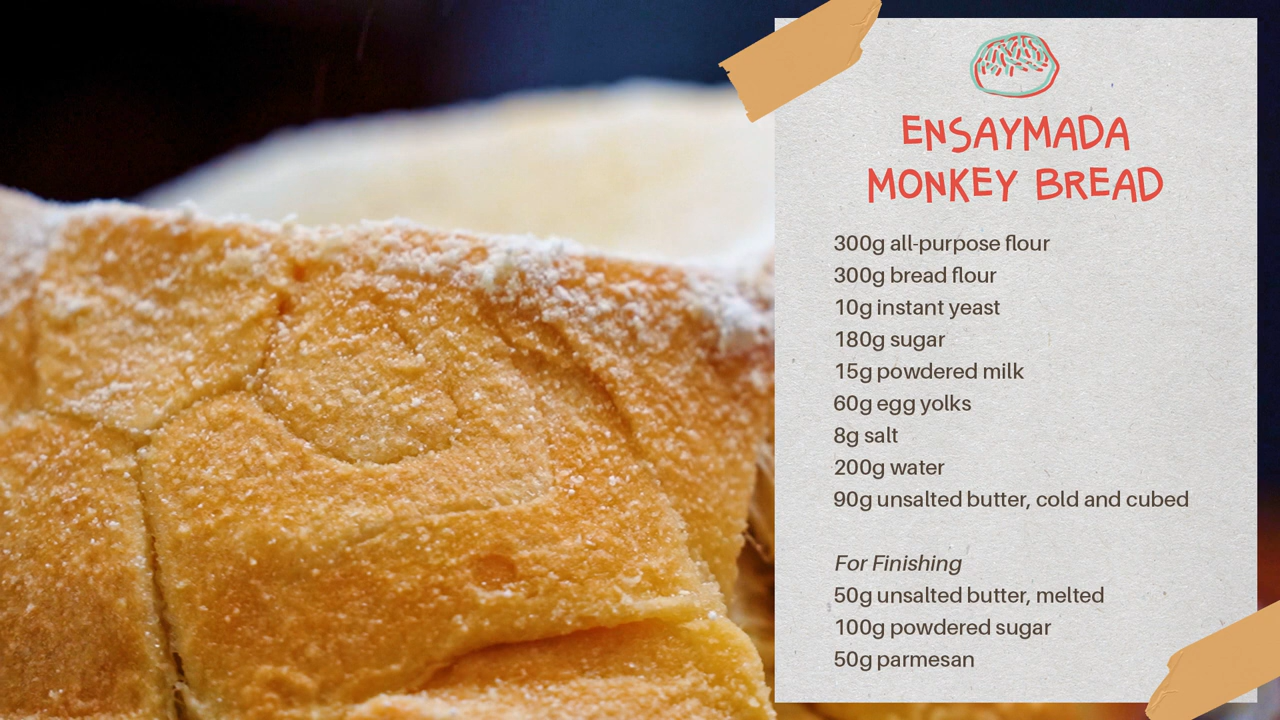 ENSAYMADA
MONKEY BREAD
300g all-purpose flour
300g bread flour
10g instant yeast
180g sugar
15g powdered milk
60g egg yolks
8g salt
200g water
90g unsalted butter, cold and cubed
For Finishing
50g unsalted butter, melted
100g powdered sugar
50g parmesan